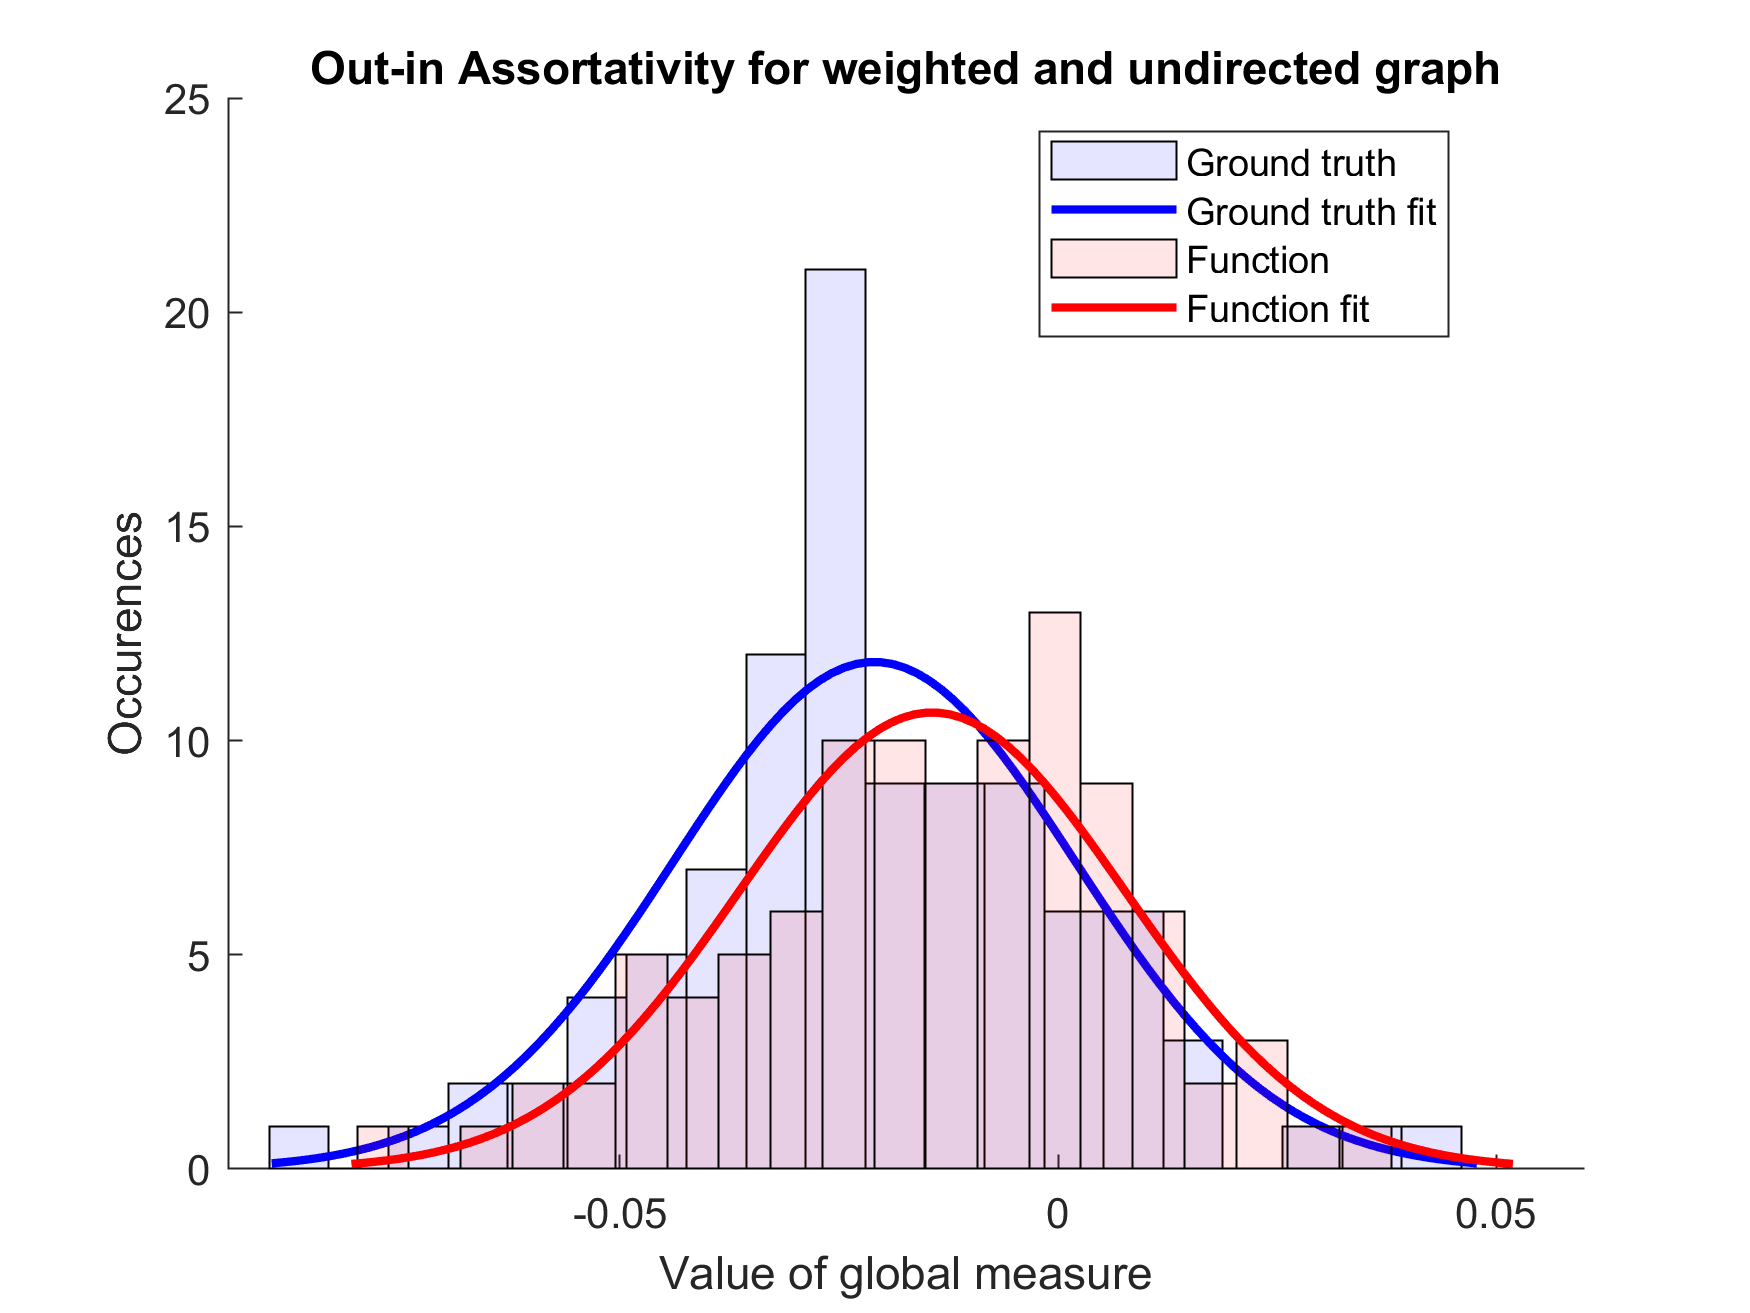 Out-in Assortativity for weighted and undirected graph
25
20
15
10
5
0
Occurences
Ground truth
Ground truth fit
Function
Function fit
-0.05
0
0.05
Value of global measure